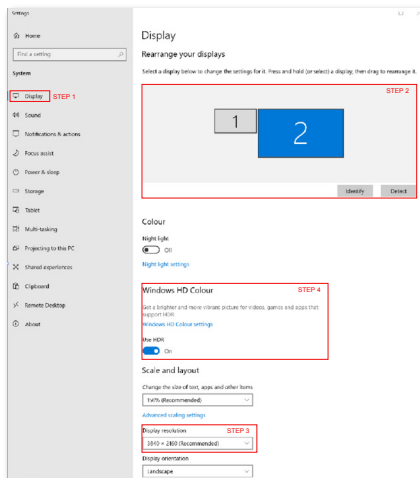 Settings
Home
Find a setting
System
Display STEP 1
Sound
Notifications & actions
Focus assist
Power & sleep
Storage
Tablet
Multi-tasking
Projecting to this PC
Shared experiences
Clipboard
Remote Desktop
About
Display
Rearrange your displays
Select a display below to change the settings for it. Press and hold (or select) a display, then drag to rearrange it.
STEP 2
1 2
Identify Detect
Colour
Night light
Off
Night light settings
Windows HD Colour STEP 4
Get a brighter and more vibrant picture for videos, games and apps that
support HDR.
Windows HD Colour settings
Use HDR
On
Scale and layout
Change the size of text, apps and other items
(Recommended)
Advanced scaling settings
Display resolution STEP 3
3840 × 2160 (Recommended)
Display orientation
Landscape